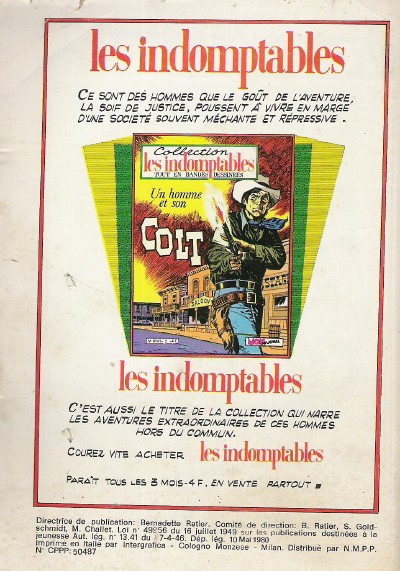 les indomptables
CE SONT DES HOMMES QUE LE GOÛT DE L'AVENTURE,
LA SOIF DE JUSTICE, POUSSENT À VIVRE EN MARGE
D'UNE SOCIÉTÉ SOUVENT MÉCHANTE ET RÉPRESSIVE.
Collection
les indomptables
TOUT EN BANDES DESSINÉES
Un homme
et son
COLT
SALOON
les indomptables
C'EST AUSSI LE TITRE DE LA COLLECTION QUI NARRE
LES AVENTURES EXTRAORDINAIRES DE CES HOMMES
HORS DU COMMUN.
COUREZ VITE ACHETER les indomptables
PARAÎT TOUS LES 3 MOIS-4F. EN VENTE PARTOUT
Directrice de publication: Bernadette Ratier. Comité de direction: B. Ratier, S. Gold-
schmidt, M. Challet. Loi n° 49956 du 16 juillet 1949 sur les publications destinées à la
jeunesse Aut. lég. n° 13.41 du 7-4-46. Dép. lég. 10 Mai 1980
Imprimé en Italie par Intergrafica - Cologno Monzese - Milan. Distribué par N.M.P.P.
N° CPPP: 50487